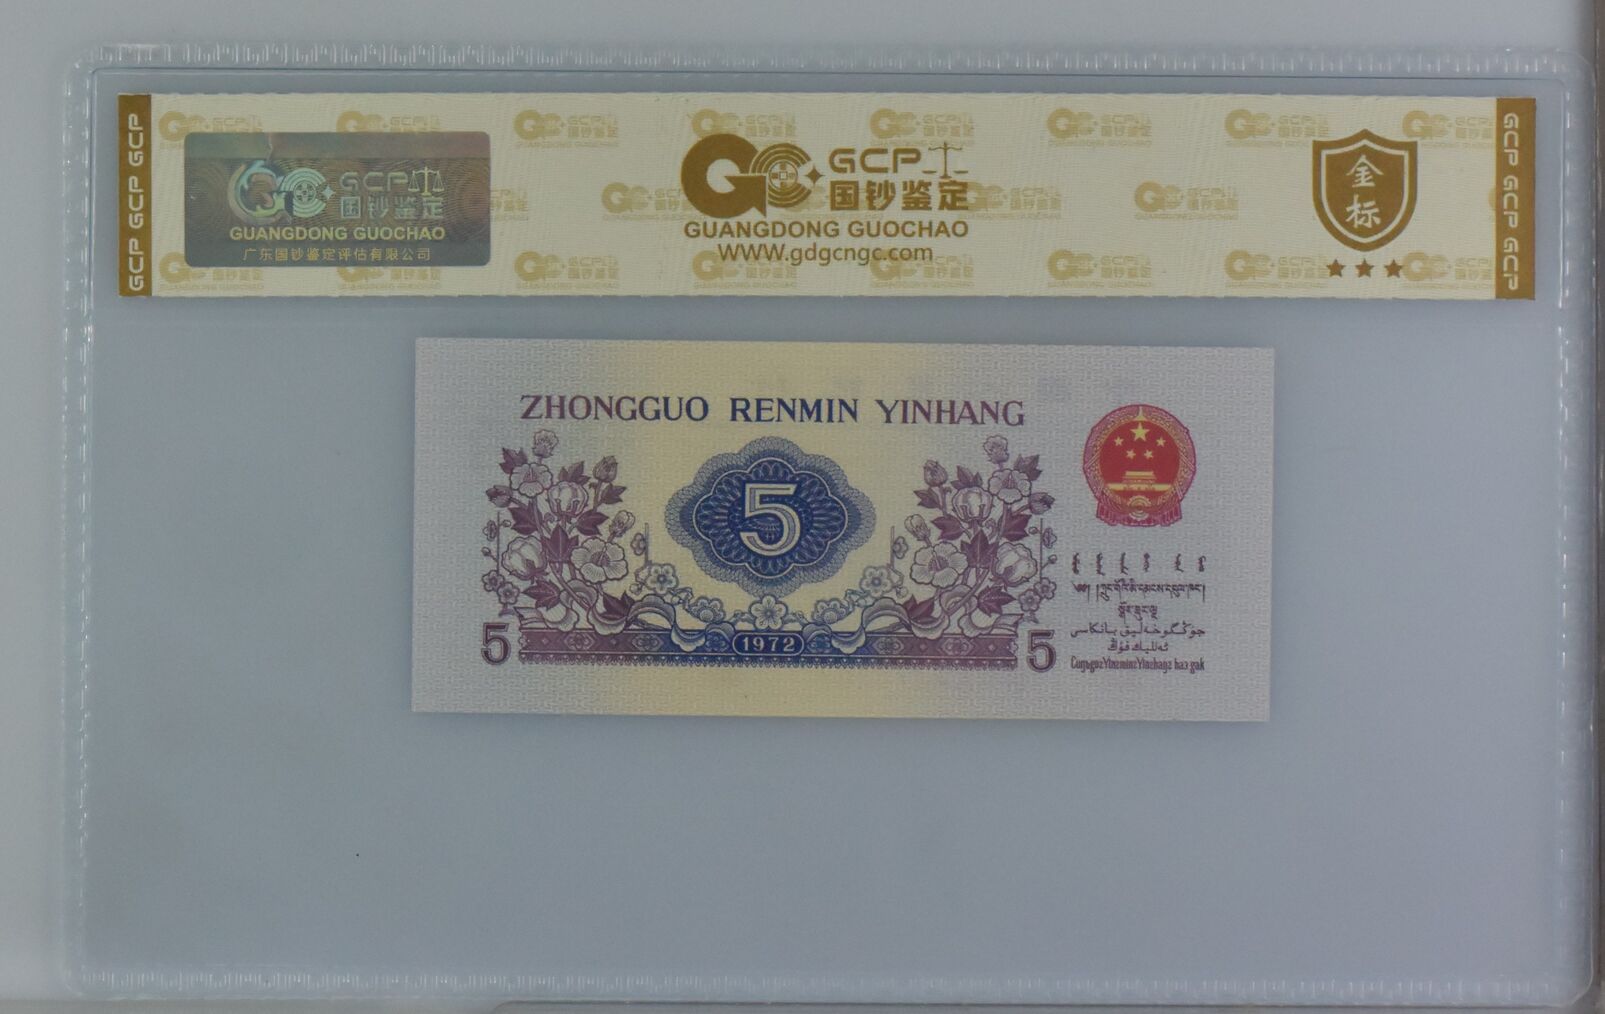 GCP GCP GCP
GCP
国钞鉴定
GUANGDONG GUOCHAO
广东国钞鉴定评估有限公司
GCP
国钞鉴定
GUANGDONG GUOCHAO
WWW.gdgcngc.com
金
标
GCP GCP GCP
ZHONGGUO RENMIN YINHANG
5
5
1972
5